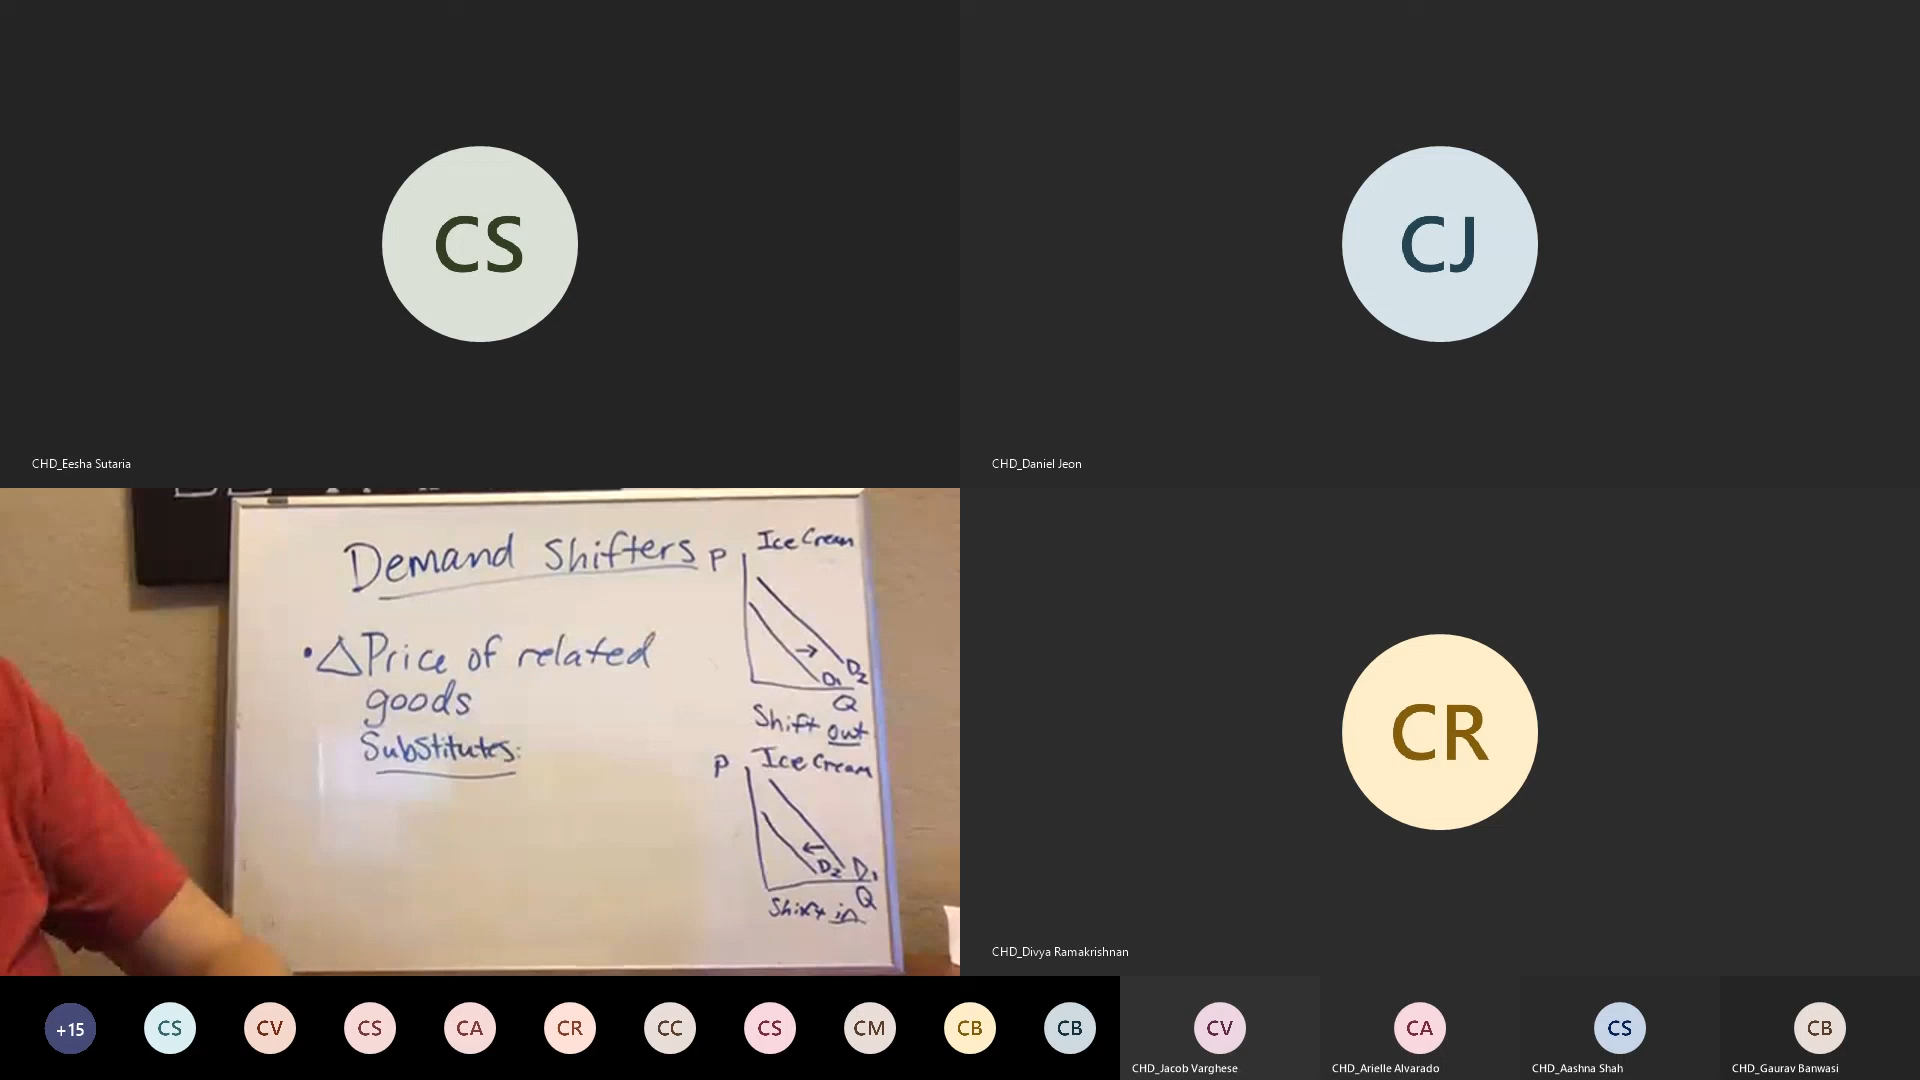 CS
CHD_Eesha Sutaria
CJ
CHD_Daniel Jeon
Demand Shifters
• △Price of related
goods
Substitutes:
P
Ice Cream
D1
D2
Q
Shift out
P
Ice Cream
D2
D1
Q
Shift in
CR
CHD_Divya Ramakrishnan
+15
CS
CV
CS
CA
CR
CC
CS
CM
CB
CB
CV
CHD_Jacob Varghese
CA
CHD_Arielle Alvarado
CS
CHD_Aashna Shah
CB
CHD_Gaurav Banwasi